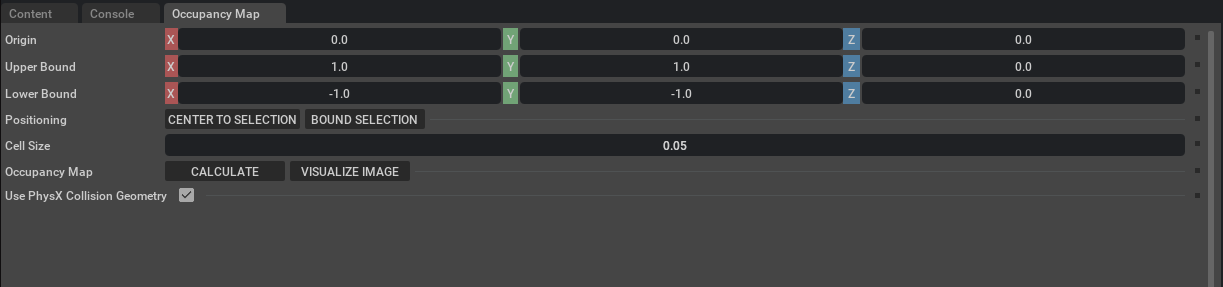 Content Console Occupancy Map
Origin X 0.0 Y 0.0 Z 0.0
Upper Bound X 1.0 Y 1.0 Z 0.0
Lower Bound X -1.0 Y -1.0 Z 0.0
Positioning CENTER TO SELECTION BOUND SELECTION
Cell Size 0.05
Occupancy Map CALCULATE VISUALIZE IMAGE
Use PhysX Collision Geometry